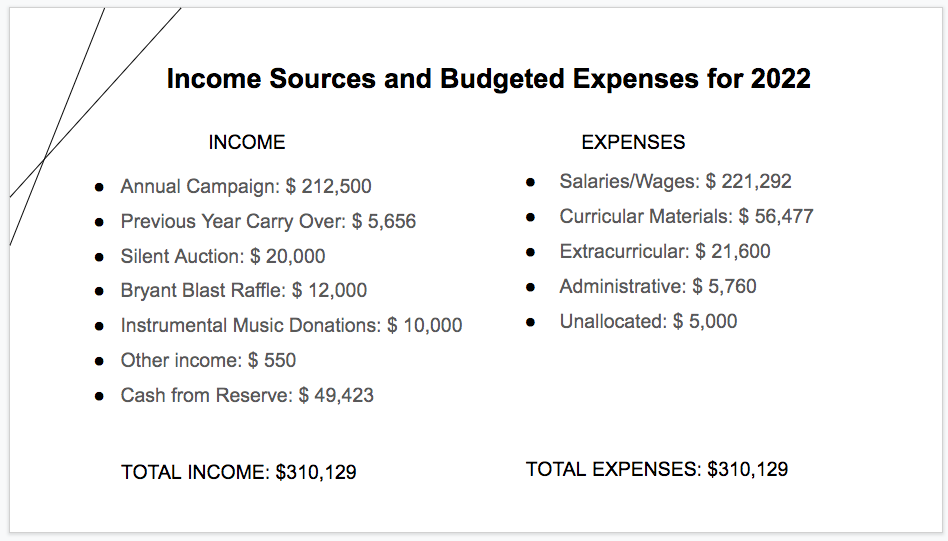 Income Sources and Budgeted Expenses for 2022
INCOME
● Annual Campaign: $ 212,500
● Previous Year Carry Over: $ 5,656
● Silent Auction: $ 20,000
● Bryant Blast Raffle: $ 12,000
● Instrumental Music Donations: $ 10,000
● Other income: $ 550
● Cash from Reserve: $ 49,423
TOTAL INCOME: $310,129
EXPENSES
● Salaries/Wages: $ 221,292
● Curricular Materials: $ 56,477
● Extracurricular: $ 21,600
● Administrative: $ 5,760
● Unallocated: $ 5,000
TOTAL EXPENSES: $310,129